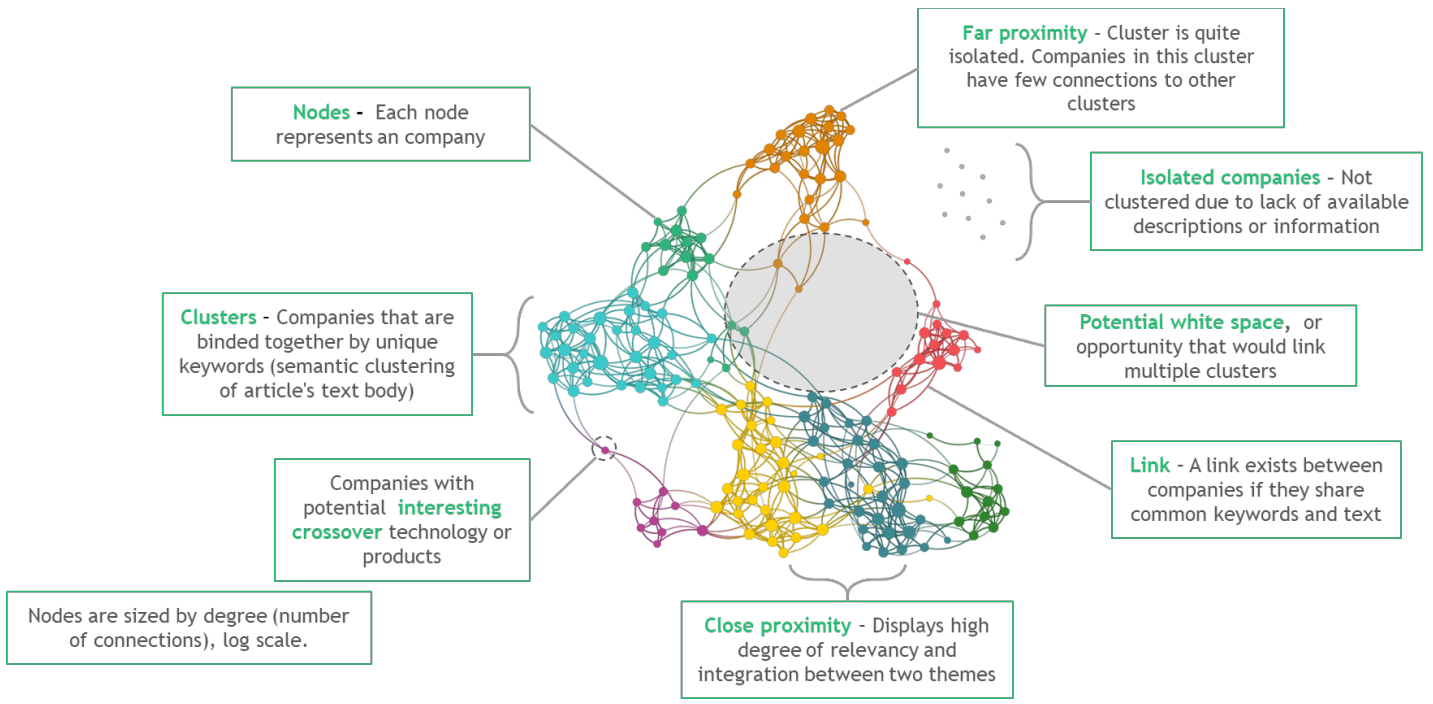 Far proximity - Cluster is quite
isolated. Companies in this cluster
have few connections to other
clusters
Nodes - Each node
represents an company
Isolated companies - Not
clustered due to lack of available
descriptions or information
Clusters - Companies that are
binded together by unique
keywords (semantic clustering
of article's text body)
Potential white space, or
opportunity that would link
multiple clusters
Link - A link exists between
companies if they share
common keywords and text
Companies with
potential interesting
crossover technology or
products
Nodes are sized by degree (number
of connections), log scale.
Close proximity - Displays high
degree of relevancy and
integration between two themes